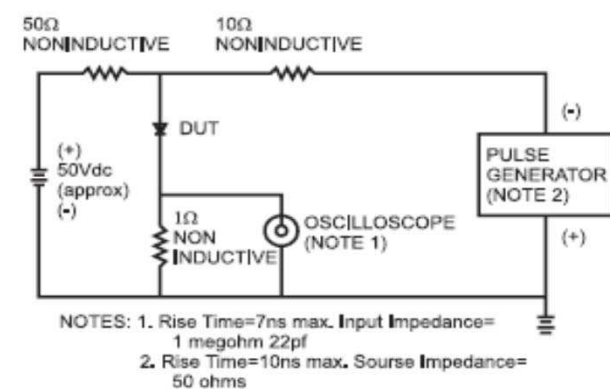 50Ω
NONINDUCTIVE
10Ω
NONINDUCTIVE
(+)
50Vdc
(approx)
(-)
DUT
1Ω
NON
INDUCTIVE
OSCILLOSCOPE
(NOTE 1)
(-)
PULSE
GENERATOR
(NOTE 2)
(+)
NOTES: 1. Rise Time=7ns max. Input Impedance=
1 megohm 22pf
2. Rise Time=10ns max. Sourse Impedance=
50 ohms